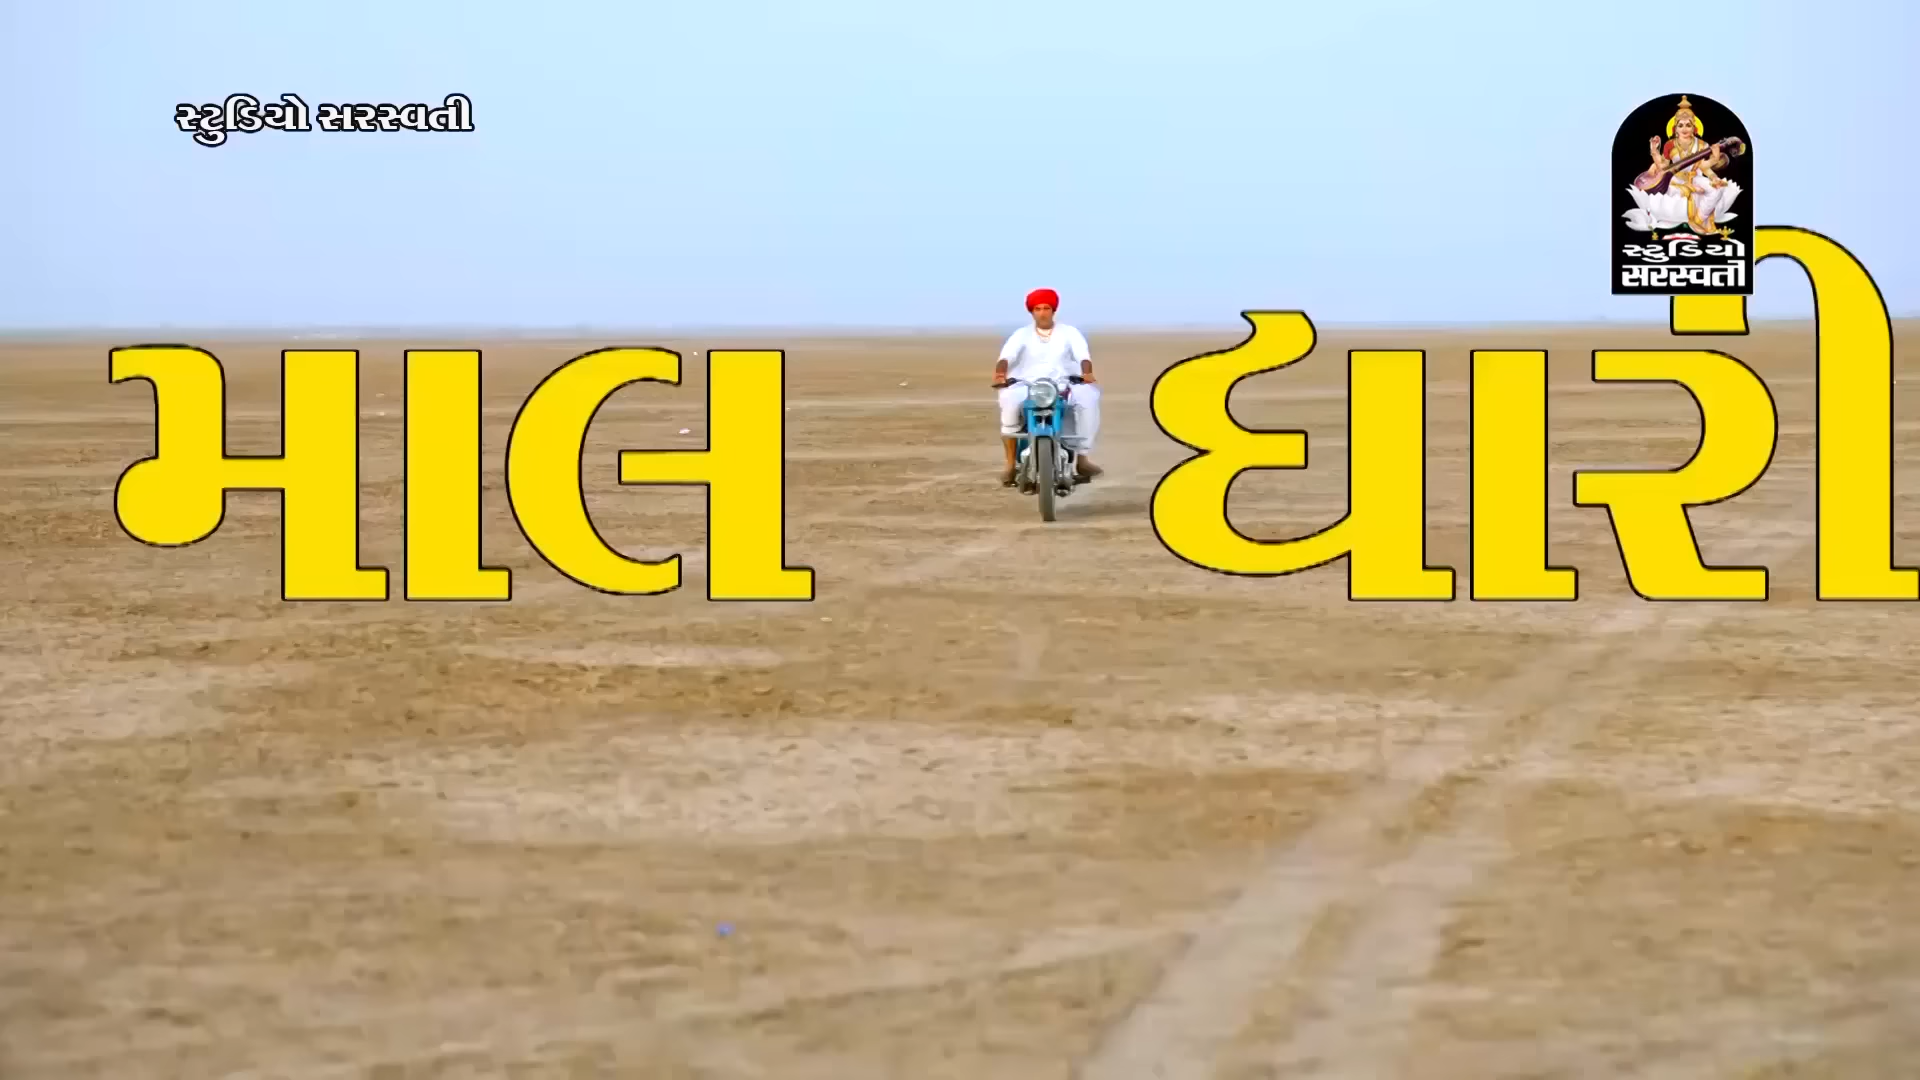 સ્ટુડિયો સરસ્વતી
સ્ટુડિયો
સરસ્વતી
માલ ધારી